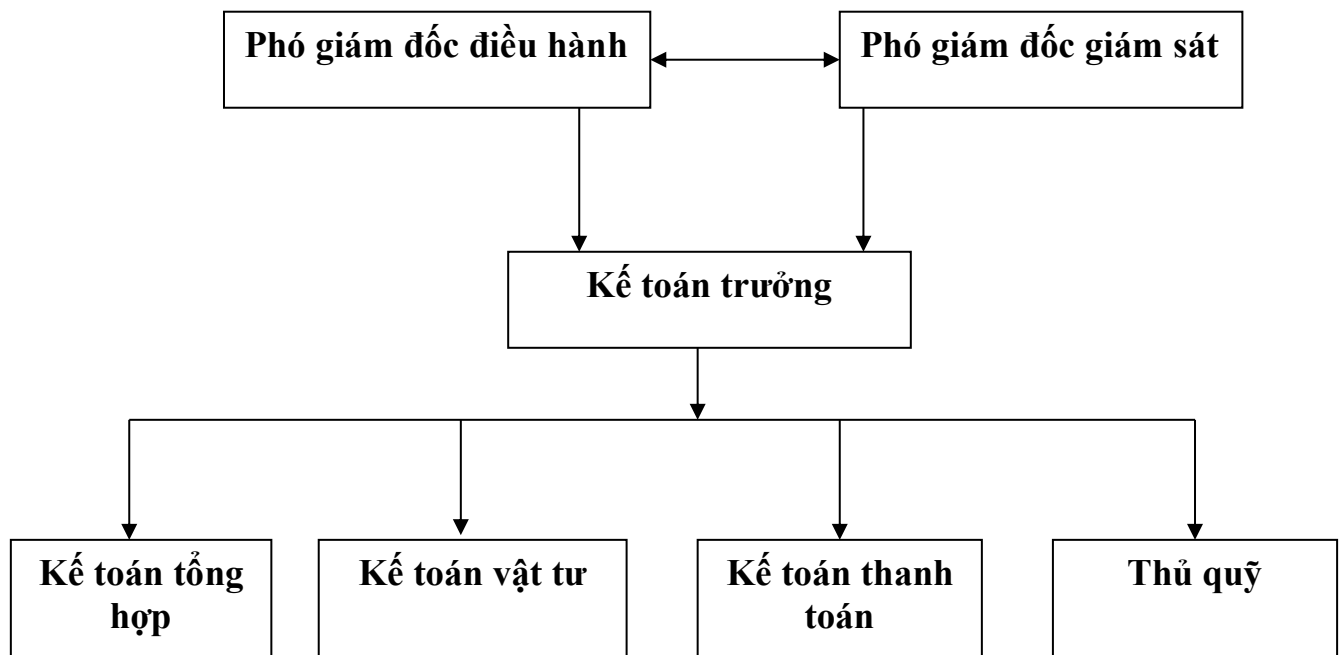 Phó giám đốc điều hành
Phó giám đốc giám sát
Kế toán trưởng
Kế toán tổng
hợp
Kế toán vật tư
Kế toán thanh
toán
Thủ quỹ